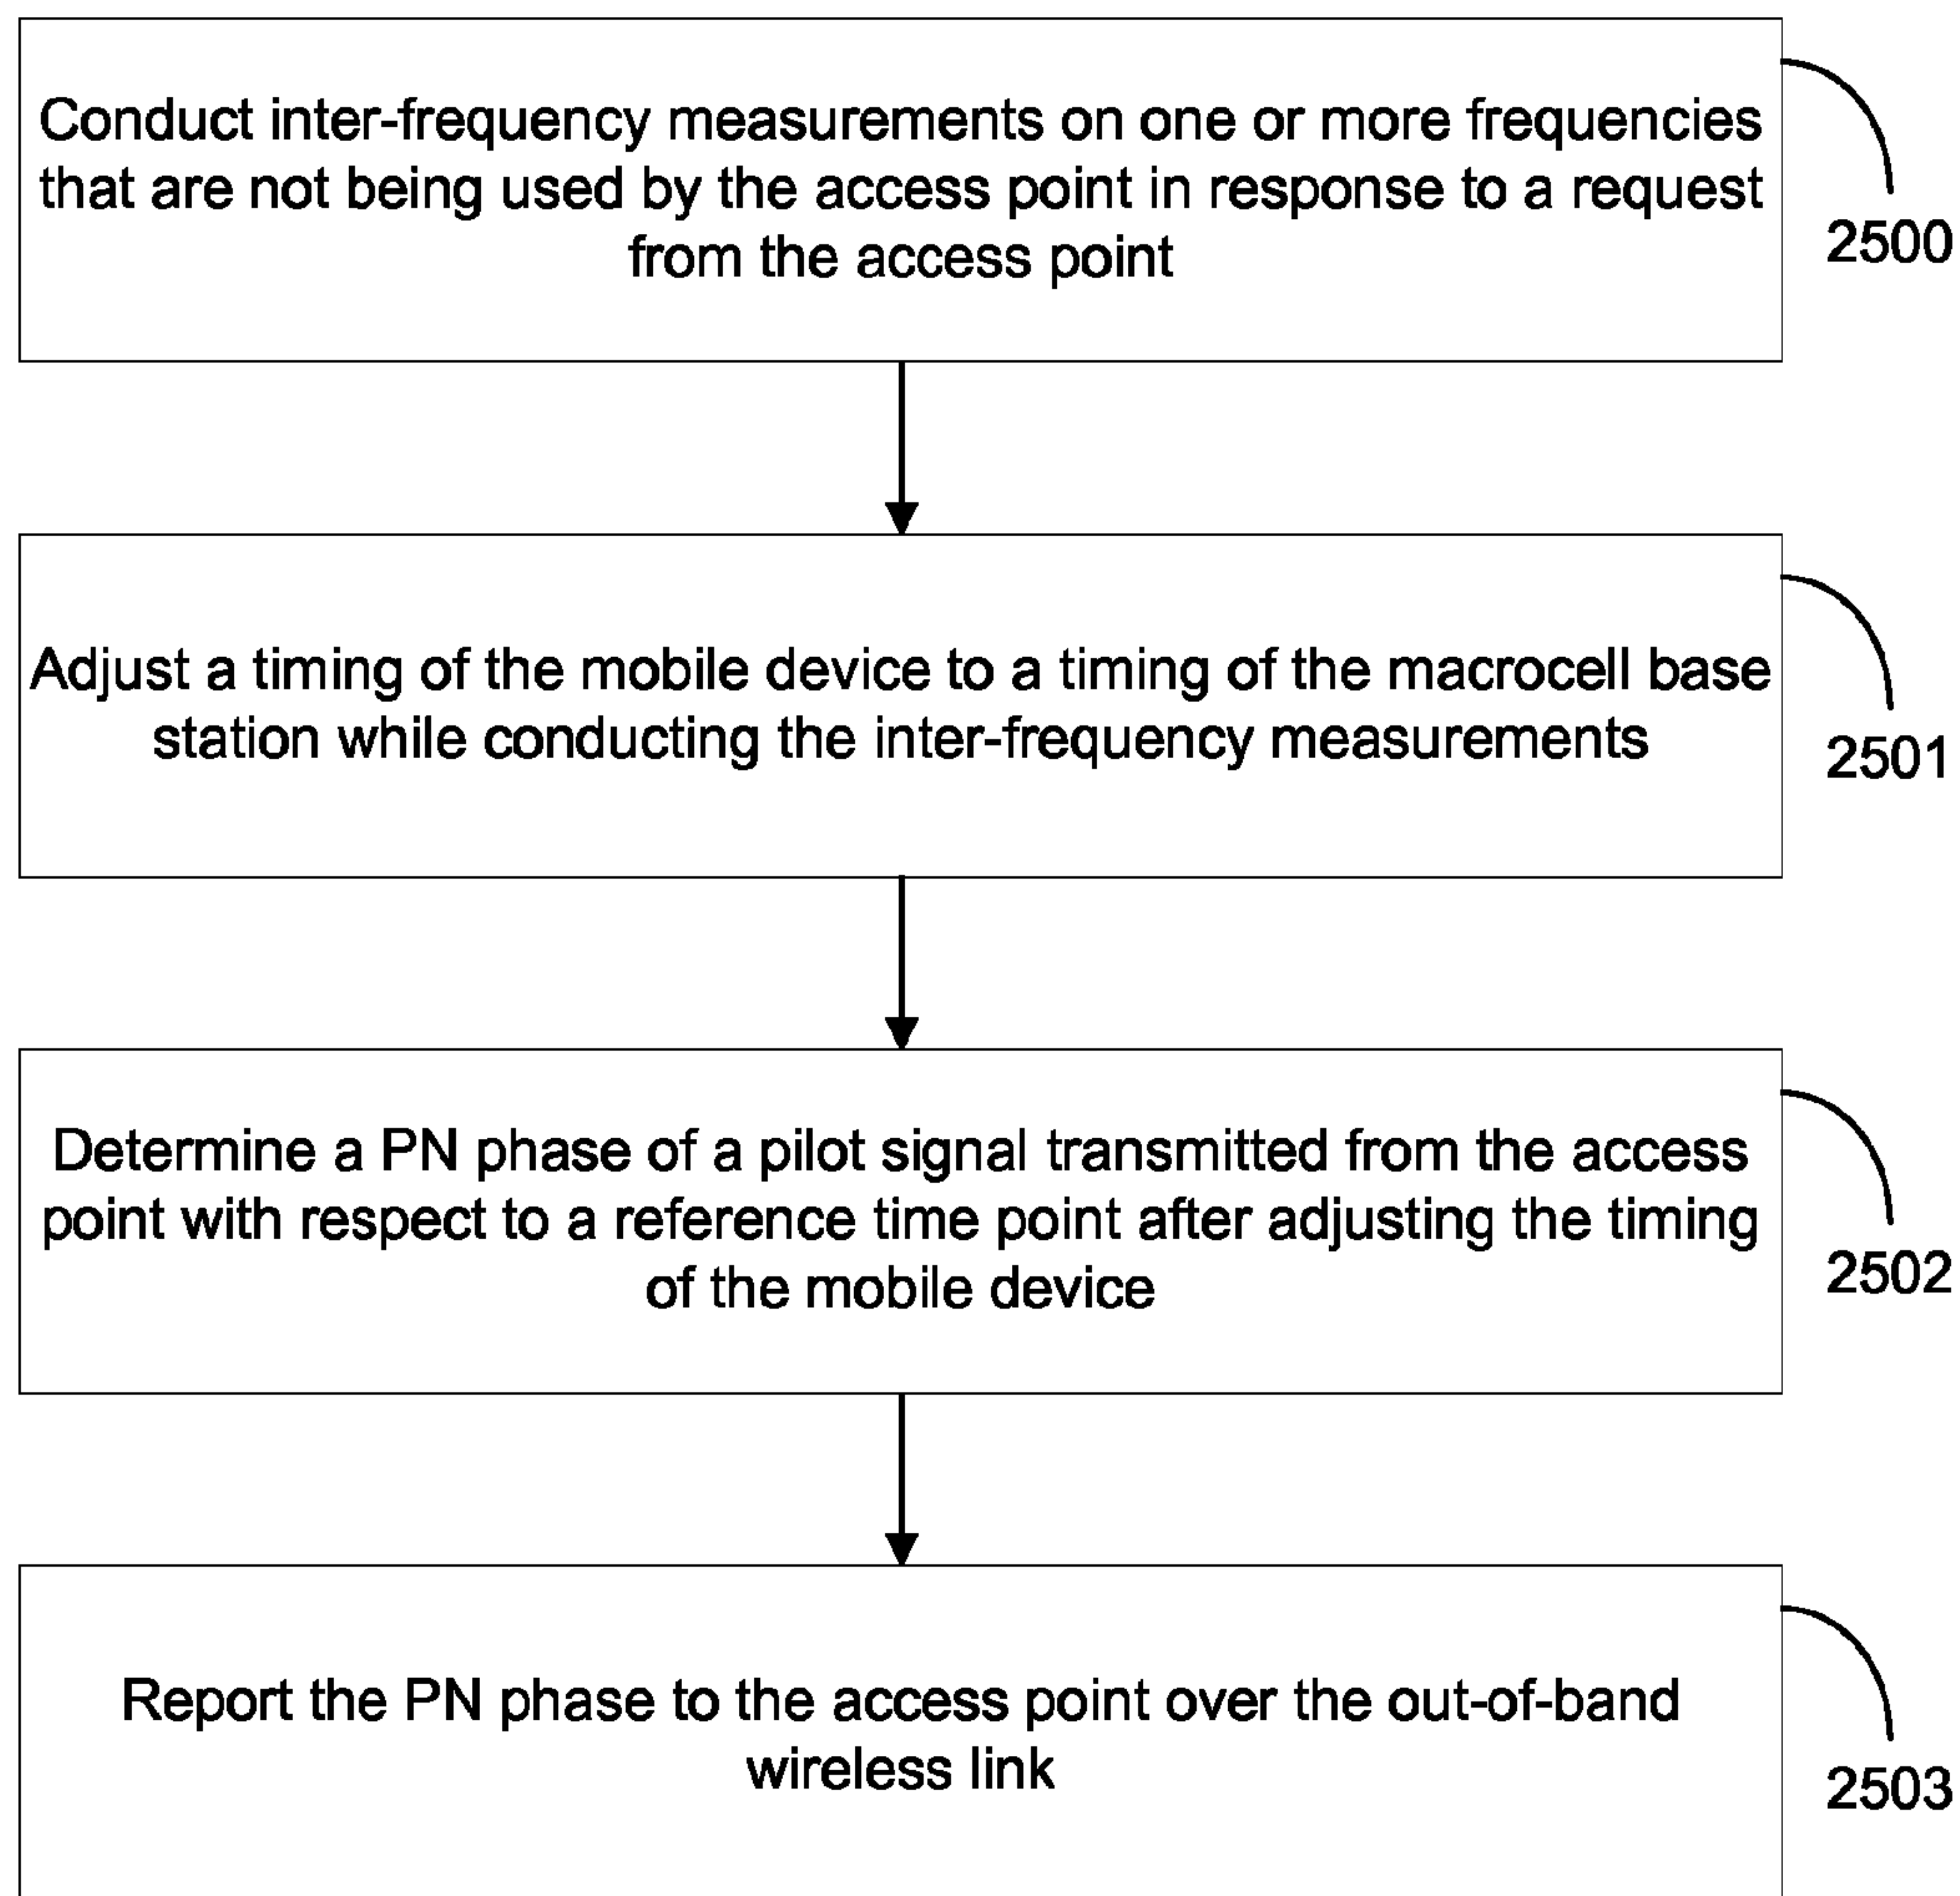 Conduct inter-frequency measurements on one or more frequencies
that are not being used by the access point in response to a request
from the access point
2500
Adjust a timing of the mobile device to a timing of the macrocell base
station while conducting the inter-frequency measurements
2501
Determine a PN phase of a pilot signal transmitted from the access
point with respect to a reference time point after adjusting the timing
of the mobile device
2502
Report the PN phase to the access point over the out-of-band
wireless link
2503